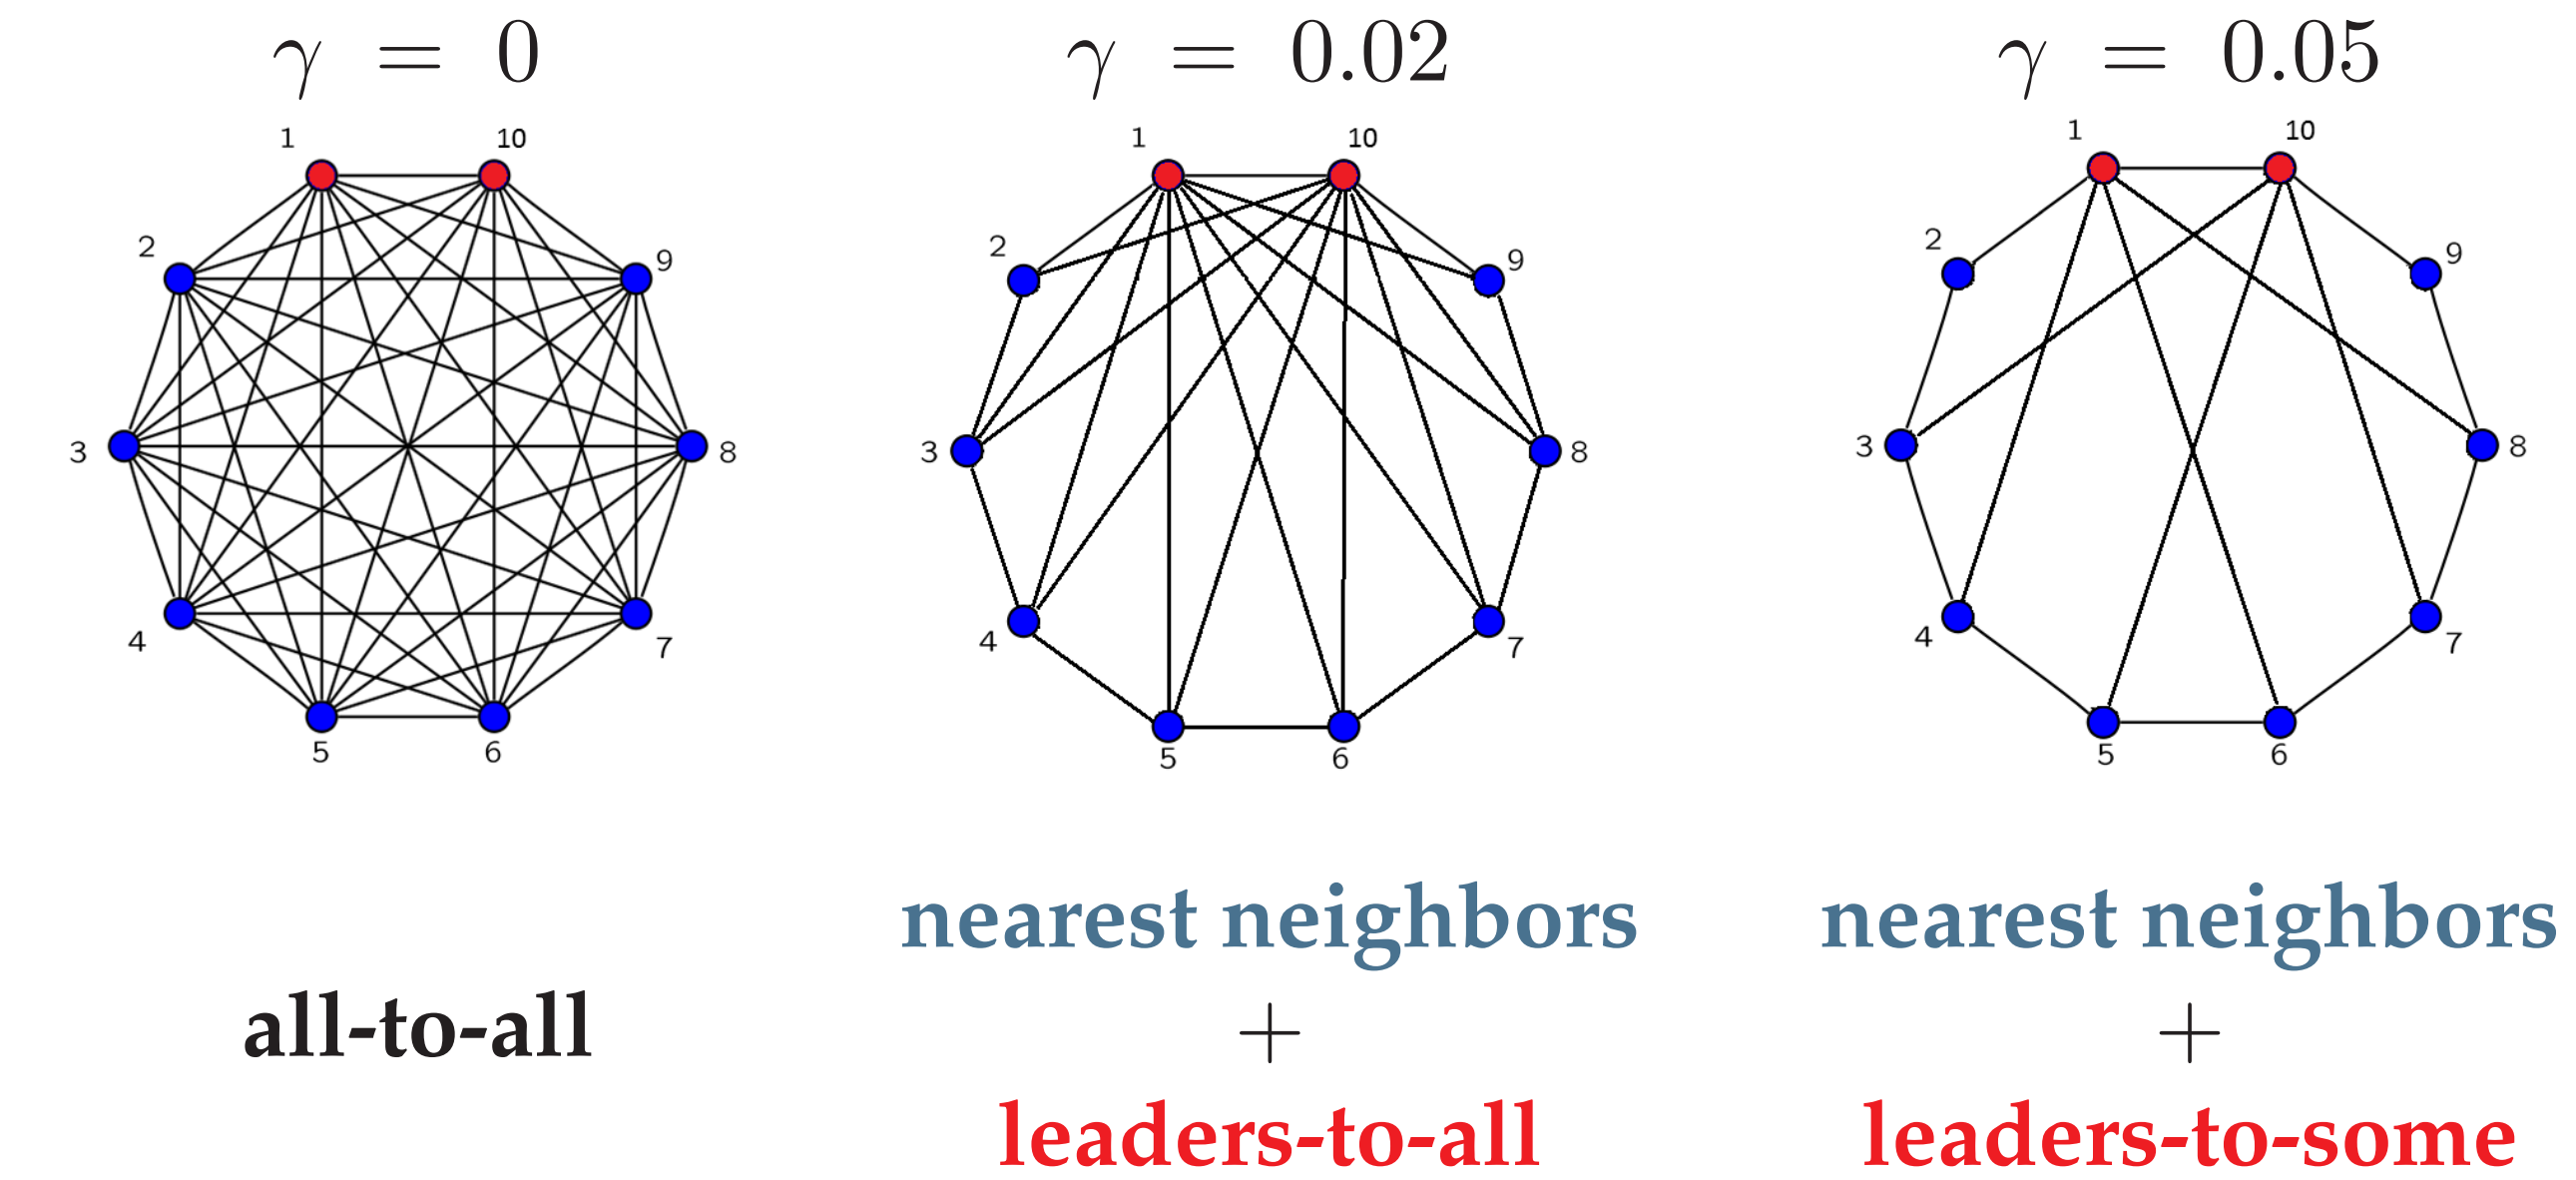 γ = 0
1 10
2 9
3 8
4 7
5 6
all-to-all
γ = 0.02
1 10
2 9
3 8
4 7
5 6
nearest neighbors
+
leaders-to-all
γ = 0.05
1 10
2 9
3 8
4 7
5 6
nearest neighbors
+
leaders-to-some